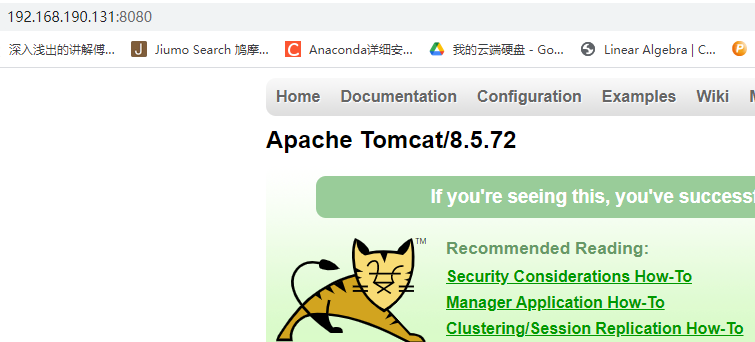 192.168.190.131:8080
深入浅出的讲解傅... J Jiumo Search 鸠摩... C Anaconda详细安... 我的云端硬盘 - Go... Linear Algebra | C... P
Home Documentation Configuration Examples Wiki
Apache Tomcat/8.5.72
If you're seeing this, you've success
TM
Recommended Reading:
Security Considerations How-To
Manager Application How-To
Clustering/Session Replication How-To